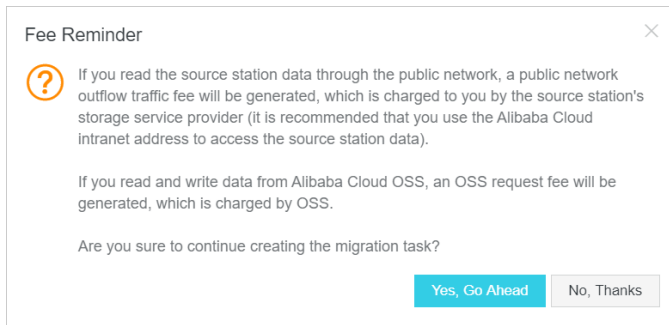 Fee Reminder
If you read the source station data through the public network, a public network
outflow traffic fee will be generated, which is charged to you by the source station's
storage service provider (it is recommended that you use the Alibaba Cloud
intranet address to access the source station data).
If you read and write data from Alibaba Cloud OSS, an OSS request fee will be
generated, which is charged by OSS.
Are you sure to continue creating the migration task?
Yes, Go Ahead
No, Thanks